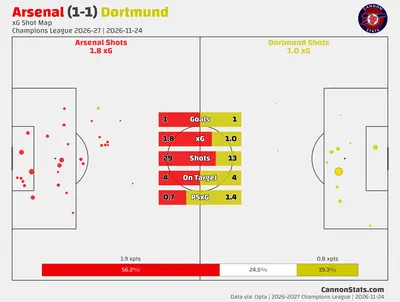 Arsenal (1-1) Dortmund
xG Shot Map
Champions League 2026-27 | 2026-11-24
CANNON
STATS
Arsenal Shots
1.8 xG
Dortmund Shots
1.0 xG
1 Goals 1
1.8 xG 1.0
29 Shots 13
4 On Target 4
0.7 PSxG 1.4
1.9 xpts
0.8 xpts
56.2% 24.5% 19.3%
CannonStats.com
Data via: Opta | 2026-2027 Champions League | 2026-11-24